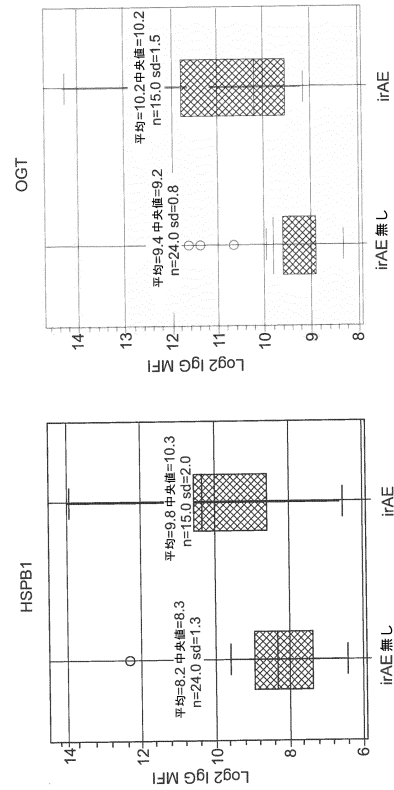 HSPB1
平均=8.2 中央値=8.3
n=24.0 sd=1.3
平均=9.8 中央値=10.3
n=15.0 sd=2.0
Log2 IgG MFI
14
12
10
8
6
irAE 無し
irAE
OGT
平均=9.4 中央値=9.2
n=24.0 sd=0.8
平均=10.2 中央値=10.2
n=15.0 sd=1.5
Log2 IgG MFI
14
13
12
11
10
9
8
irAE 無し
irAE